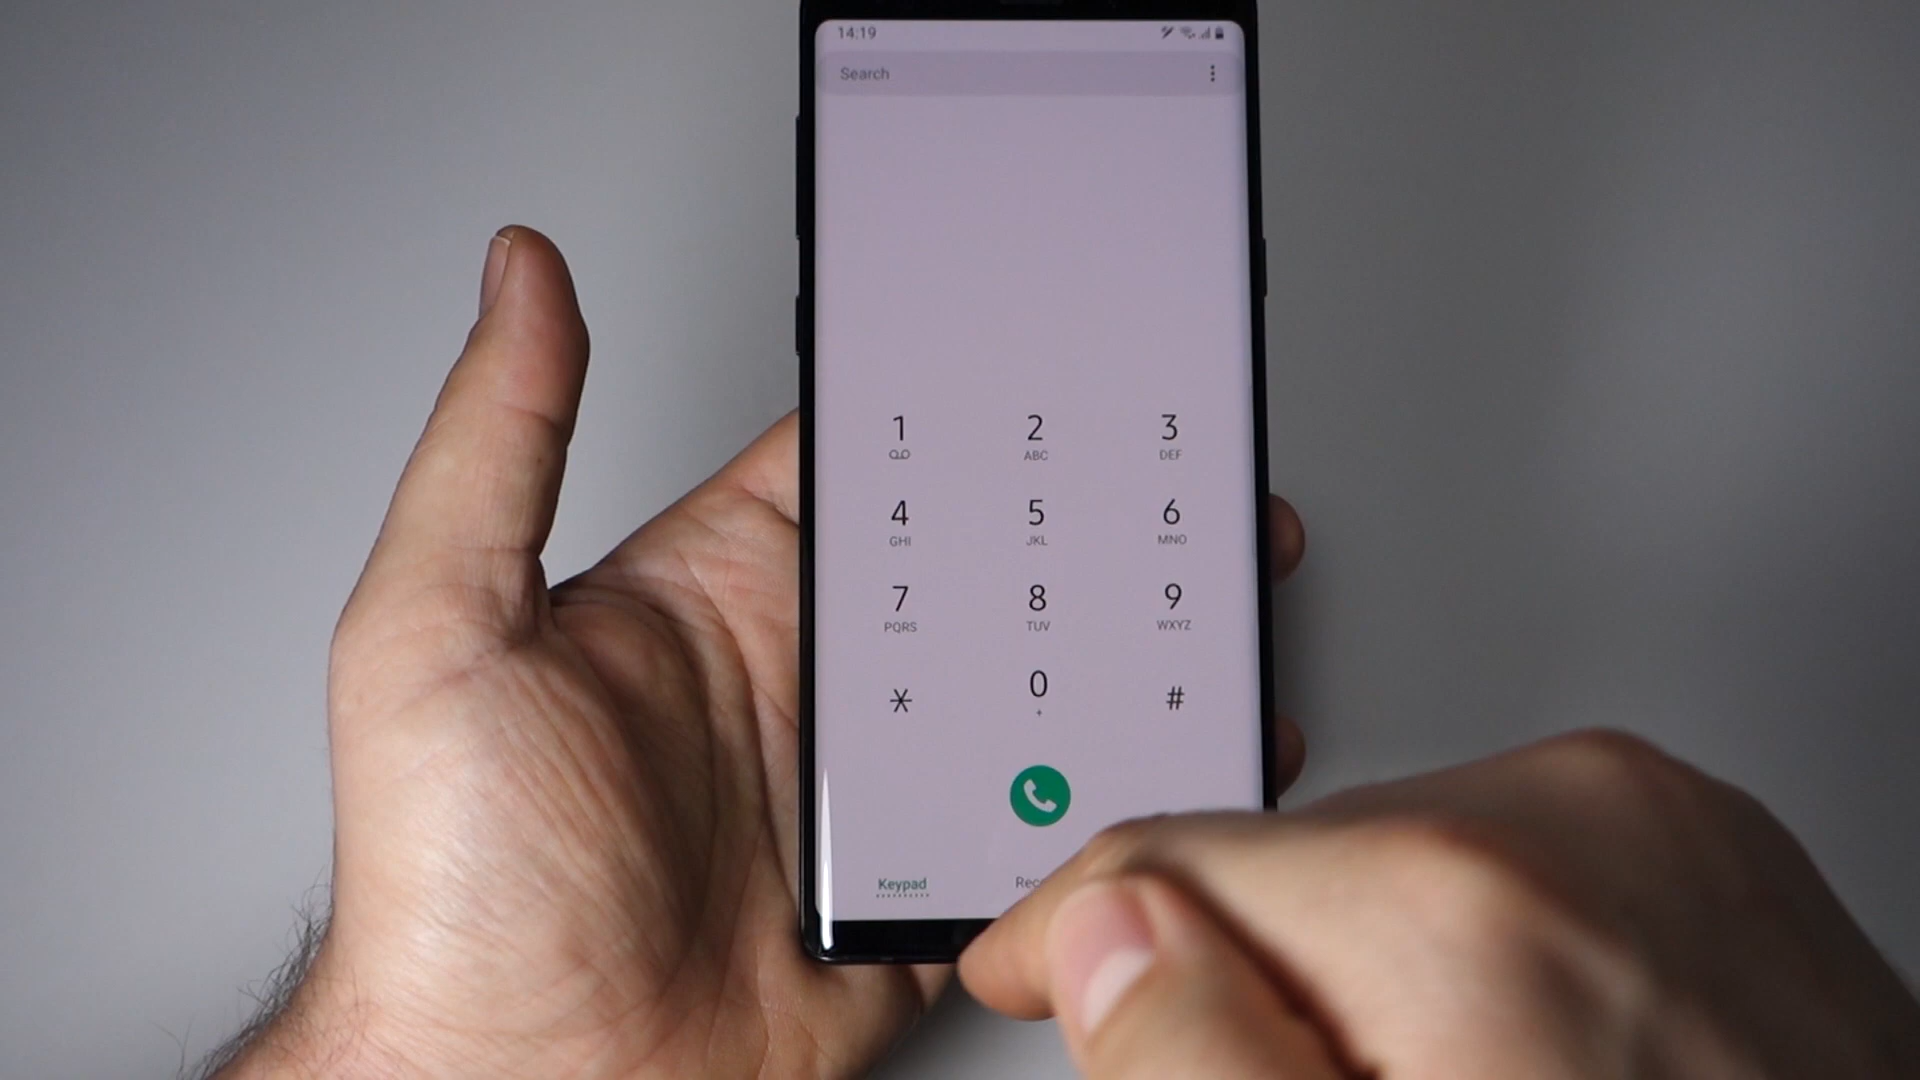 14:19
Search
1 2 3
ABC DEF
4 5 6
GHI JKL MNO
7 8 9
PQRS TUV WXYZ
* 0 #
+
Keypad